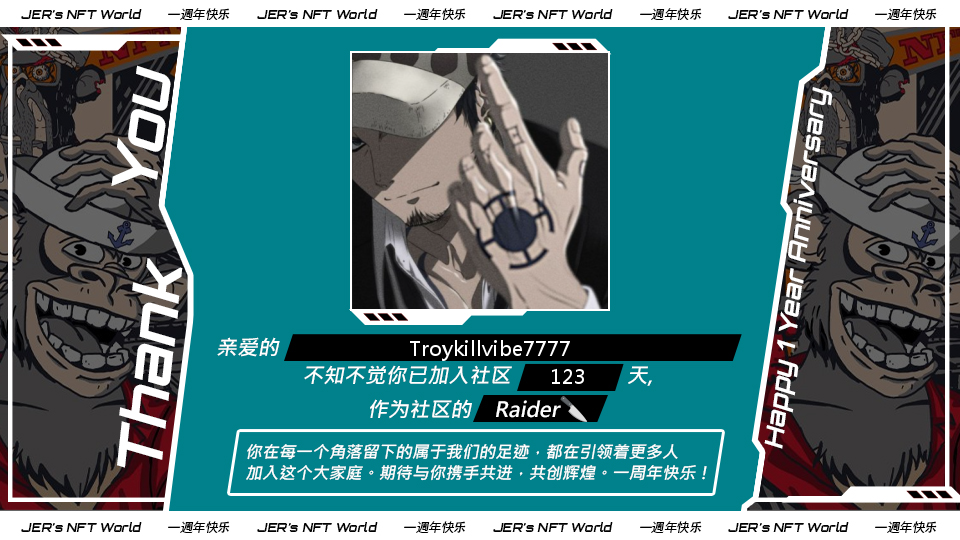 JER's NFT World 一週年快乐 JER's NFT World 一週年快乐 JER's NFT World 一週年快乐 JER's NFT World 一週年快乐
Thank You
Happy 1 Year Anniversary
亲爱的 Troykillvibe7777
不知不觉你已加入社区 123 天,
作为社区的 Raider
你在每一个角落留下的属于我们的足迹，都在引领着更多人
加入这个大家庭。期待与你携手共进，共创辉煌。一周年快乐！
JER's NFT World 一週年快乐 JER's NFT World 一週年快乐 JER's NFT World 一週年快乐 JER's NFT World 一週年快乐